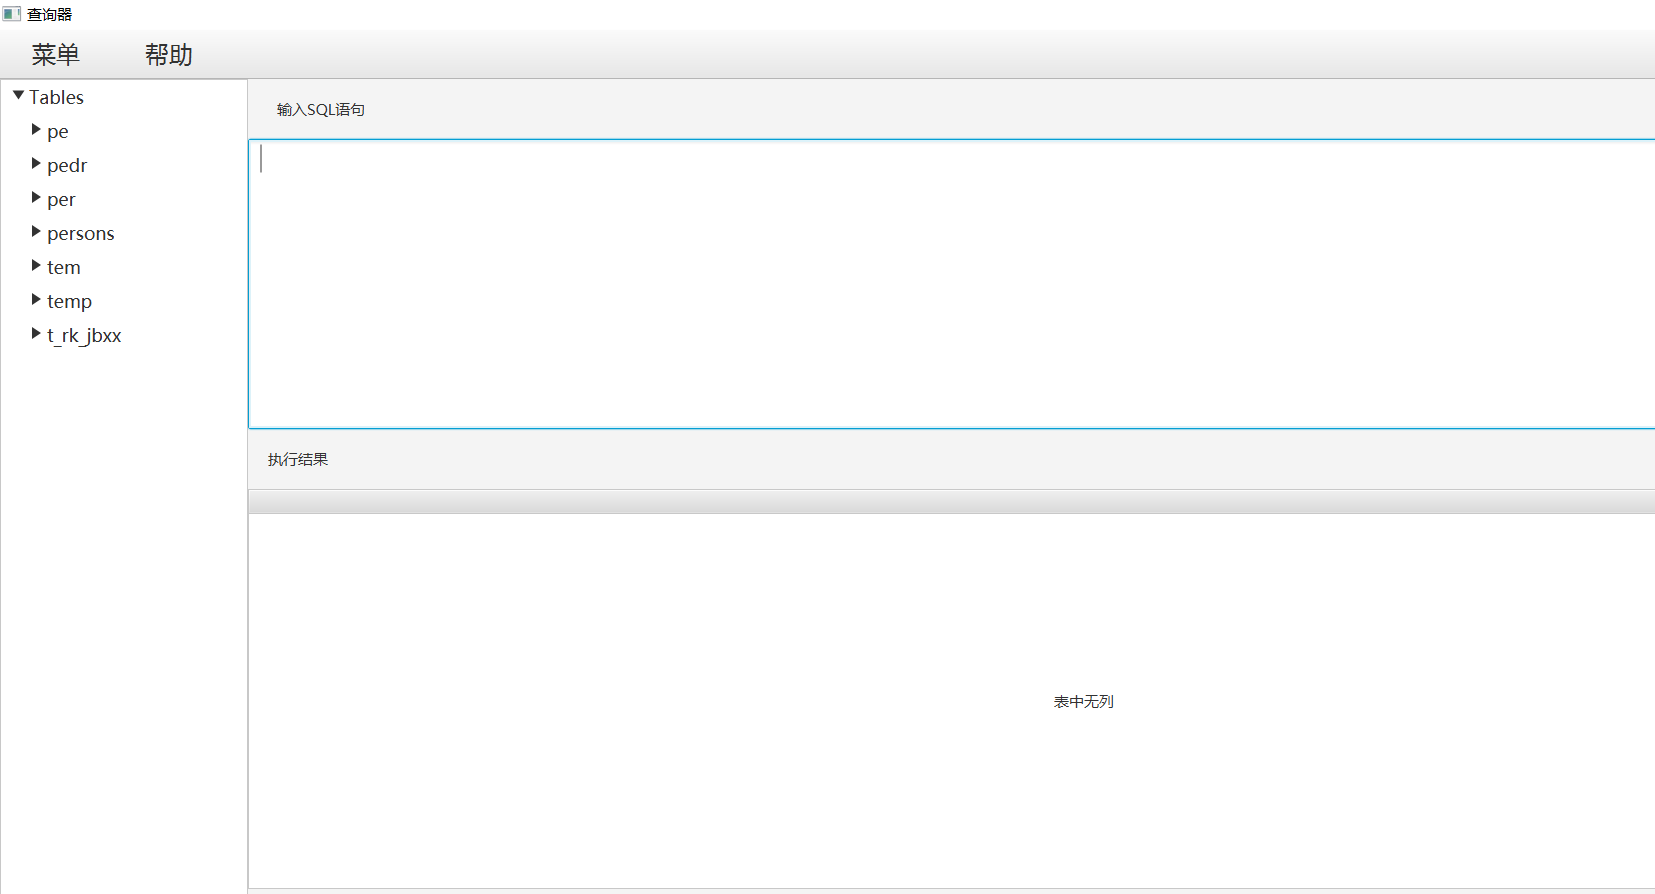 查询器
菜单 帮助
Tables
pe
pedr
per
persons
tem
temp
t_rk_jbxx
输入SQL语句
执行结果
表中无列